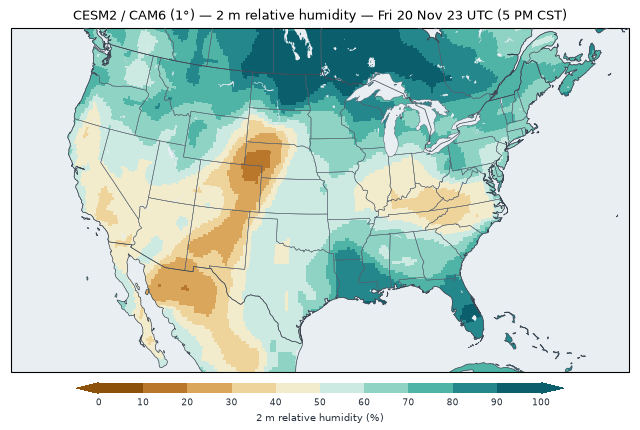 CESM2 / CAM6 (1°) — 2 m relative humidity — Fri 20 Nov 23 UTC (5 PM CST)
0 10 20 30 40 50 60 70 80 90 100
2 m relative humidity (%)